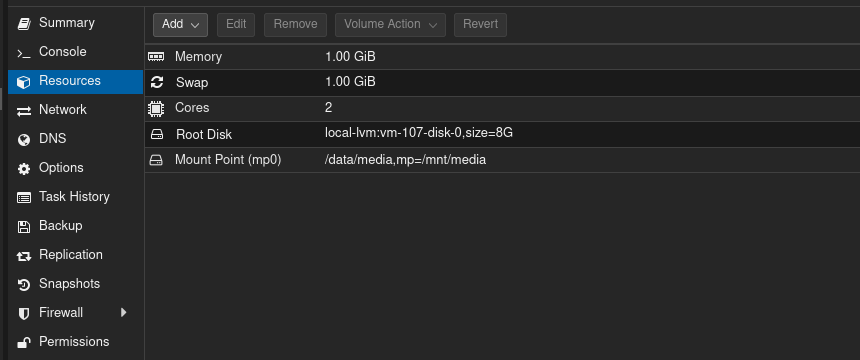 Summary
Console
Resources
Network
DNS
Options
Task History
Backup
Replication
Snapshots
Firewall
Permissions
Add Edit Remove Volume Action Revert
Memory 1.00 GiB
Swap 1.00 GiB
Cores 2
Root Disk local-lvm:vm-107-disk-0,size=8G
Mount Point (mp0) /data/media,mp=/mnt/media